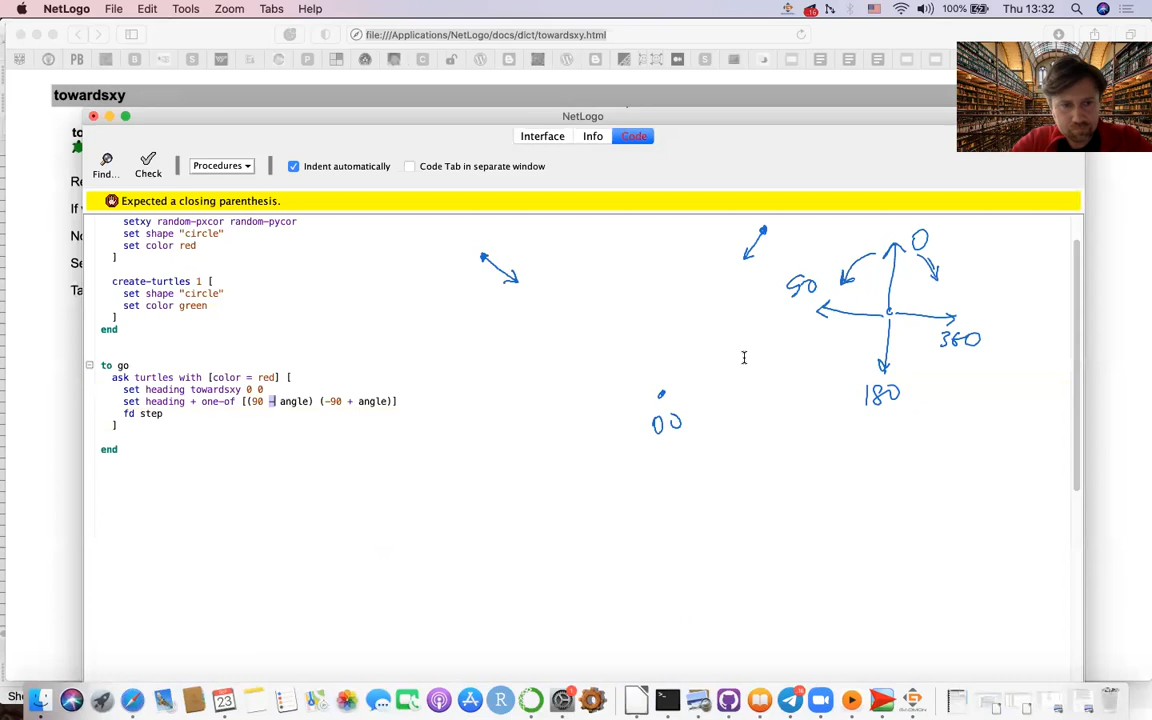 NetLogo File Edit Tools Zoom Tabs Help 100% Thu 13:32
file:///Applications/NetLogo/docs/dict/towardsxy.html
towardsxy
NetLogo
Interface Info Code
Find... Check Procedures Indent automatically Code Tab in separate window
Expected a closing parenthesis.
setxy random-pxcor random-pycor
set shape "circle"
set color red
]
create-turtles 1 [
set shape "circle"
set color green
]
end
to go
ask turtles with [color = red] [
set heading towardsxy 0 0
set heading + one-of [(90 - angle) (-90 + angle)]
fd step
]
end
0
90
360
180
0 0